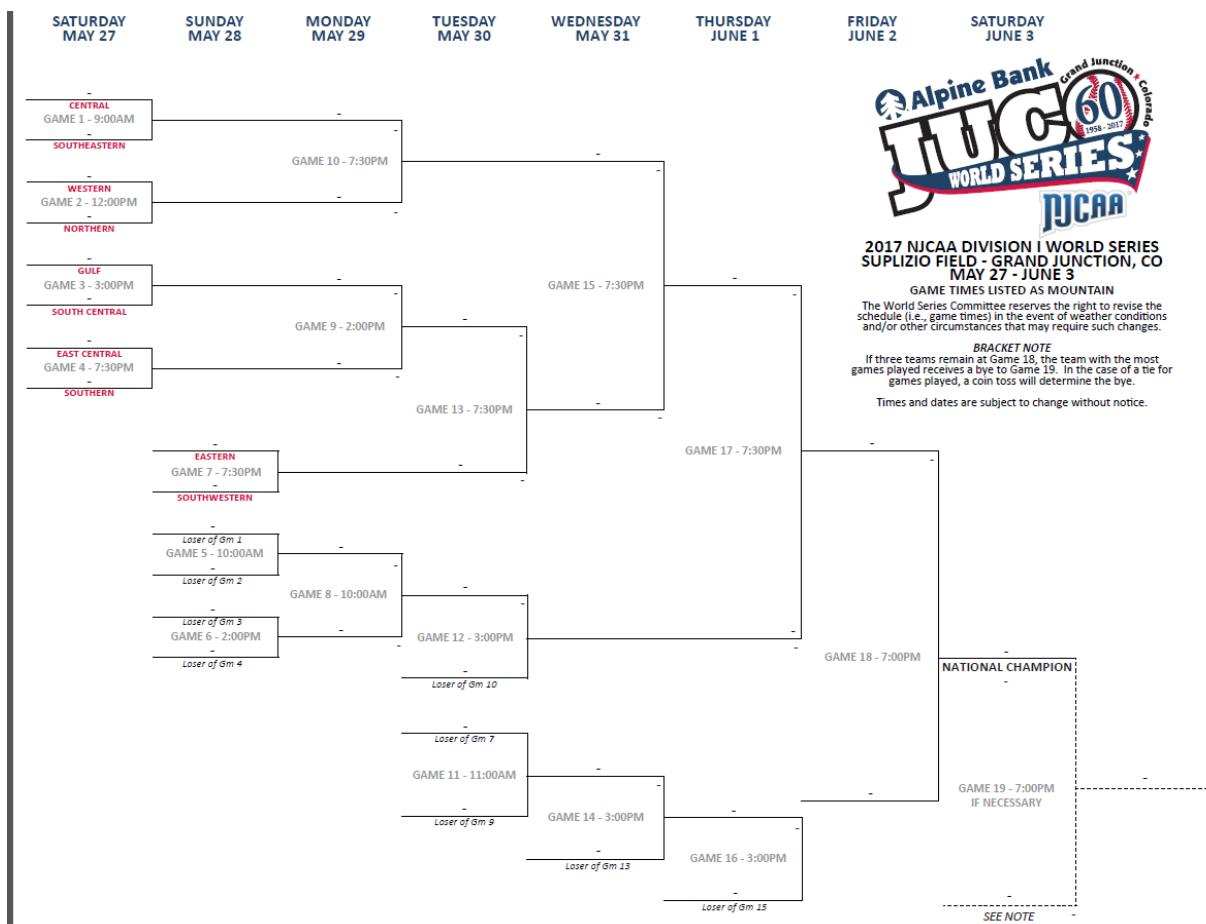 SATURDAY
MAY 27
SUNDAY
MAY 28
MONDAY
MAY 29
TUESDAY
MAY 30
WEDNESDAY
MAY 31
THURSDAY
JUNE 1
FRIDAY
JUNE 2
SATURDAY
JUNE 3
CENTRAL
GAME 1 - 9:00AM
SOUTHEASTERN
WESTERN
GAME 2 - 12:00PM
NORTHERN
GULF
GAME 3 - 3:00PM
SOUTH CENTRAL
EAST CENTRAL
GAME 4 - 7:30PM
SOUTHERN
EASTERN
GAME 7 - 7:30PM
SOUTHWESTERN
Loser of Gm 1
GAME 5 - 10:00AM
Loser of Gm 2
Loser of Gm 3
GAME 6 - 2:00PM
Loser of Gm 4
GAME 10 - 7:30PM
GAME 9 - 2:00PM
GAME 8 - 10:00AM
GAME 13 - 7:30PM
GAME 12 - 3:00PM
Loser of Gm 10
Loser of Gm 7
GAME 11 - 11:00AM
Loser of Gm 9
GAME 15 - 7:30PM
GAME 14 - 3:00PM
Loser of Gm 13
GAME 17 - 7:30PM
GAME 16 - 3:00PM
Loser of Gm 15
GAME 18 - 7:00PM
NATIONAL CHAMPION
GAME 19 - 7:00PM
IF NECESSARY
SEE NOTE
Alpine Bank
Grand Junction ★ Colorado
JUCO
60
1958 - 2017
WORLD SERIES
NJCAA
2017 NJCAA DIVISION I WORLD SERIES
SUPLIZIO FIELD - GRAND JUNCTION, CO
MAY 27 - JUNE 3
GAME TIMES LISTED AS MOUNTAIN
The World Series Committee reserves the right to revise the
schedule (i.e., game times) in the event of weather conditions
and/or other circumstances that may require such changes.
BRACKET NOTE
If three teams remain at Game 18, the team with the most
games played receives a bye to Game 19. In the case of a tie for
games played, a coin toss will determine the bye.
Times and dates are subject to change without notice.